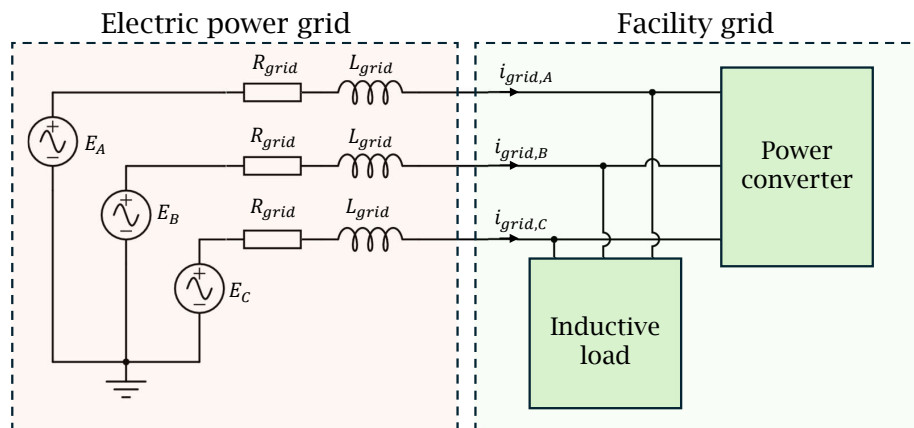 Electric power grid
Facility grid
R_grid
L_grid
i_grid,A
E_A
+
−
R_grid
L_grid
i_grid,B
Power
converter
E_B
+
−
R_grid
L_grid
i_grid,C
E_C
+
−
Inductive
load